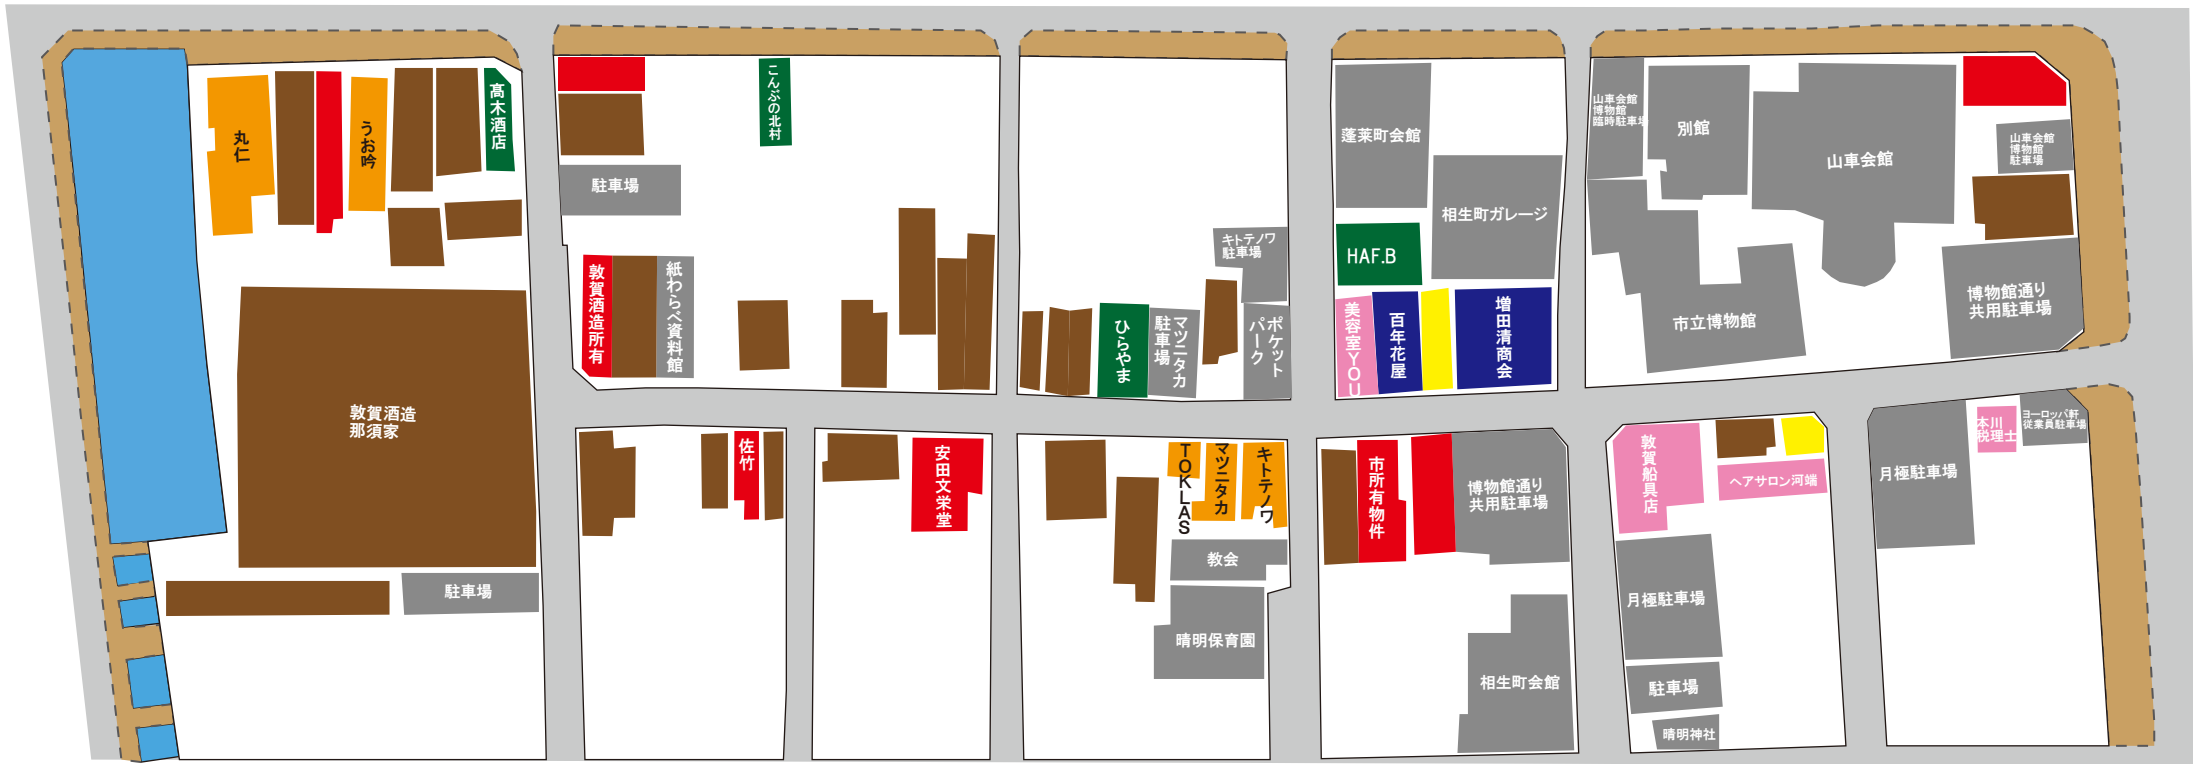 丸仁
うお吟
髙木酒店
敦賀酒造
那須家
駐車場
こんぶの北村
駐車場
敦賀酒造所有
紙わらべ資料館
佐竹
安田文栄堂
キトテノワ
駐車場
ひらやま
マツニタカ
駐車場
ポケット
パーク
TOKLAS
マツニタカ
キトテノワ
教会
晴明保育園
蓬莱町会館
相生町ガレージ
HAF.B
美容室YOU
百年花屋
増田清商会
市所有物件
博物館通り
共用駐車場
相生町会館
山車会館
博物館
臨時駐車場
別館
山車会館
山車会館
博物館
駐車場
市立博物館
博物館通り
共用駐車場
敦賀船具店
ヘアサロン河端
月極駐車場
駐車場
晴明神社
月極駐車場
本川
税理士
ヨーロッパ軒
従業員駐車場